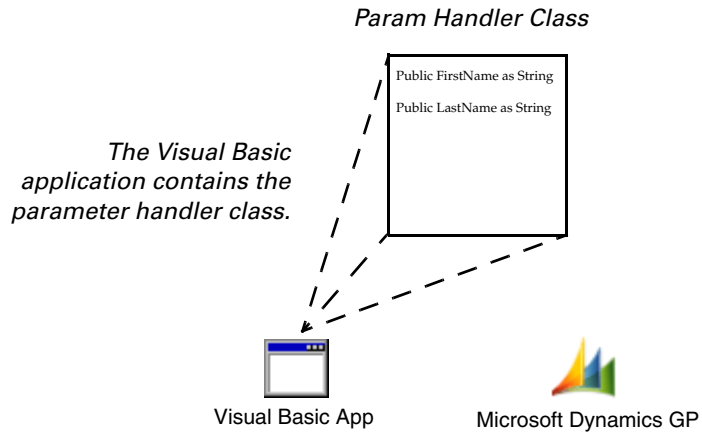 Param Handler Class
Public FirstName as String
Public LastName as String
The Visual Basic
application contains the
parameter handler class.
Visual Basic App
Microsoft Dynamics GP